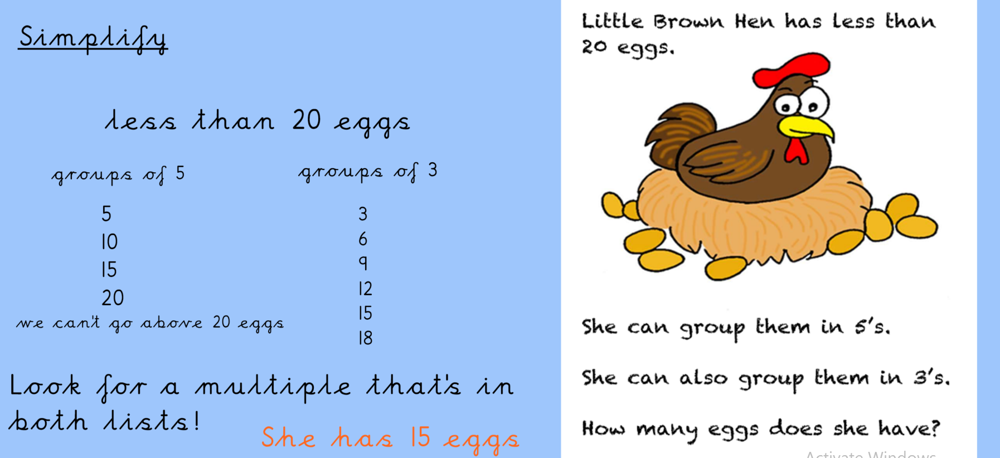 Simplify
less than 20 eggs
groups of 5
5
10
15
20
we can't go above 20 eggs
groups of 3
3
6
9
12
15
18
Look for a multiple that's in
both lists!
She has 15 eggs
Little Brown Hen has less than
20 eggs.
She can group them in 5's.
She can also group them in 3's.
How many eggs does she have?
Activate Windows